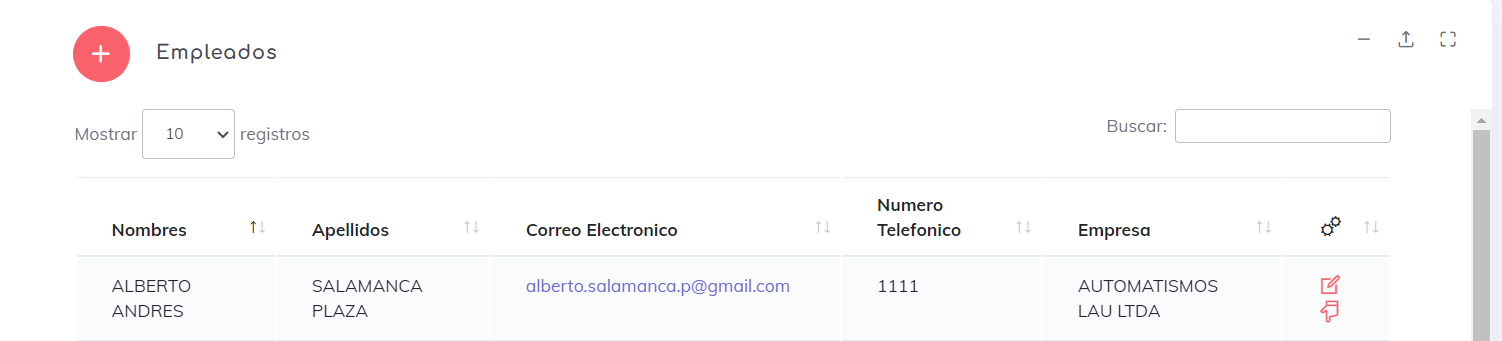 Empleados
Mostrar 10 registros
Buscar:
Nombres Apellidos Correo Electronico Numero Telefonico Empresa
ALBERTO ANDRES SALAMANCA PLAZA alberto.salamanca.p@gmail.com 1111 AUTOMATISMOS LAU LTDA